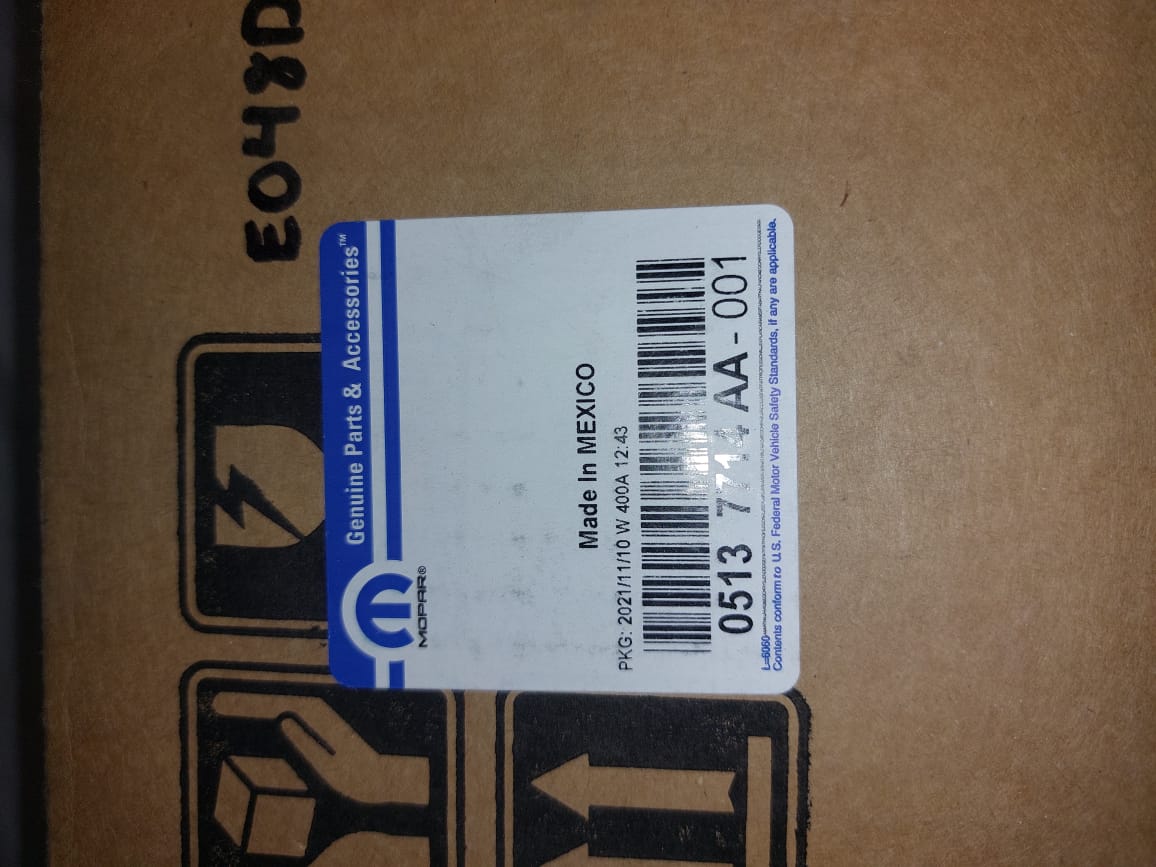 E048D
Genuine Parts & Accessories™
MOPAR®
Made In MEXICO
PKG: 2021/11/10 W 400A 12:43
0513 7714 AA - 001
L=6060
Contents conform to U.S. Federal Motor Vehicle Safety Standards, if any are applicable.